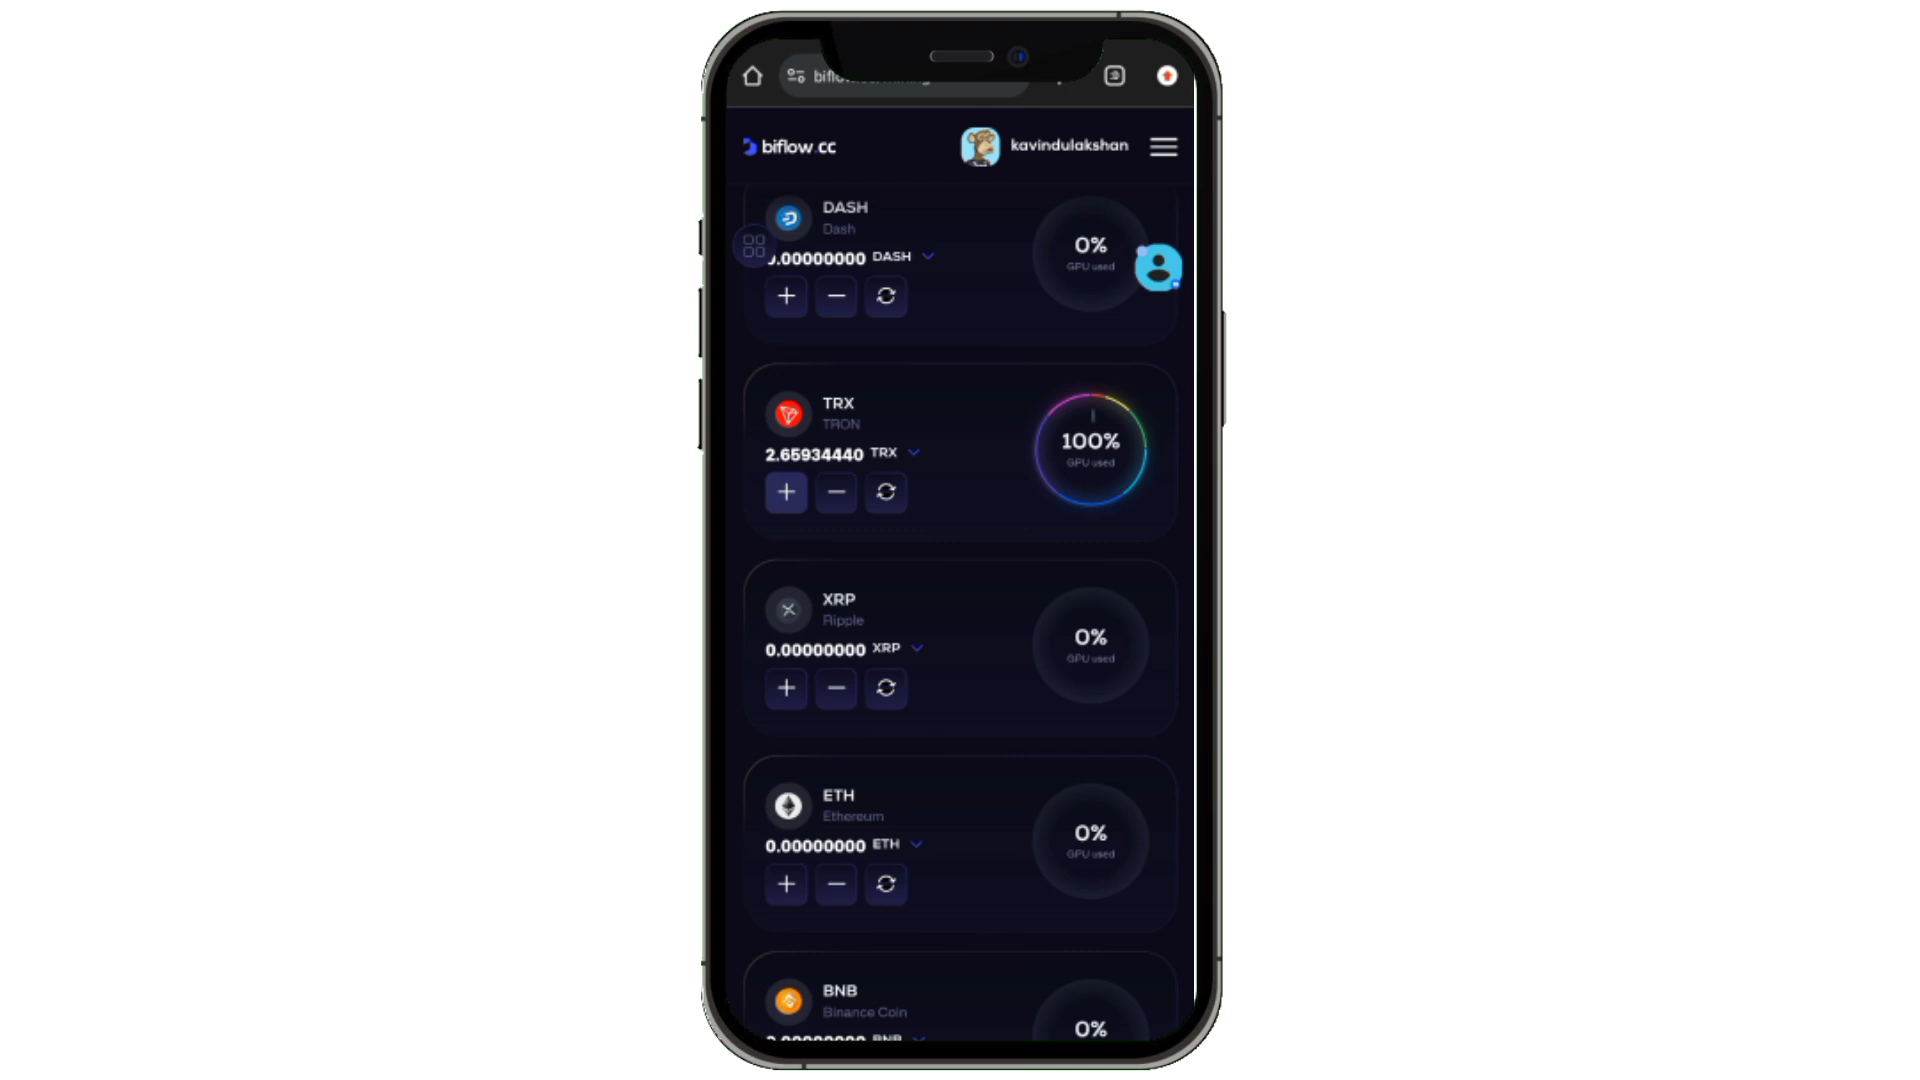 biflow.cc
kavindulakshan
DASH
Dash
.00000000 DASH
0%
GPU used
TRX
TRON
2.65934440 TRX
100%
GPU used
XRP
Ripple
0.00000000 XRP
0%
GPU used
ETH
Ethereum
0.00000000 ETH
0%
GPU used
BNB
Binance Coin
0%